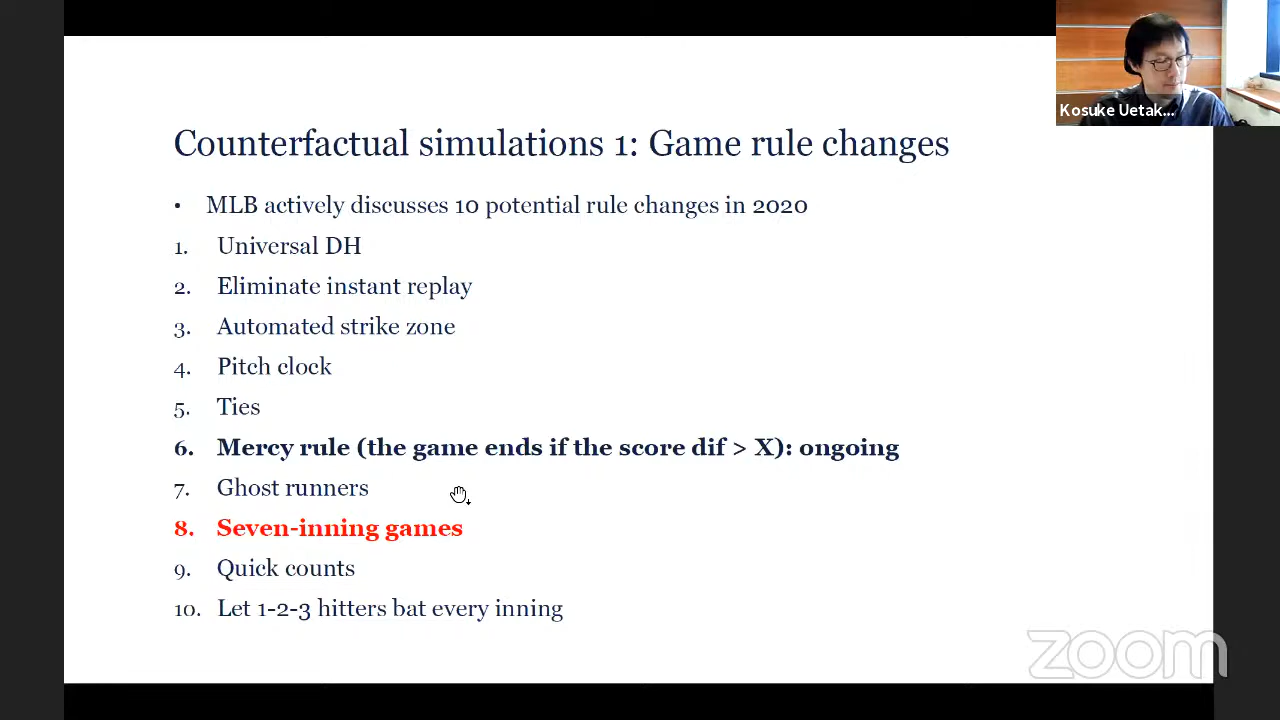 Kosuke Uetak...
Counterfactual simulations 1: Game rule changes
• MLB actively discusses 10 potential rule changes in 2020
1. Universal DH
2. Eliminate instant replay
3. Automated strike zone
4. Pitch clock
5. Ties
6. Mercy rule (the game ends if the score dif > X): ongoing
7. Ghost runners
8. Seven-inning games
9. Quick counts
10. Let 1-2-3 hitters bat every inning
zoom